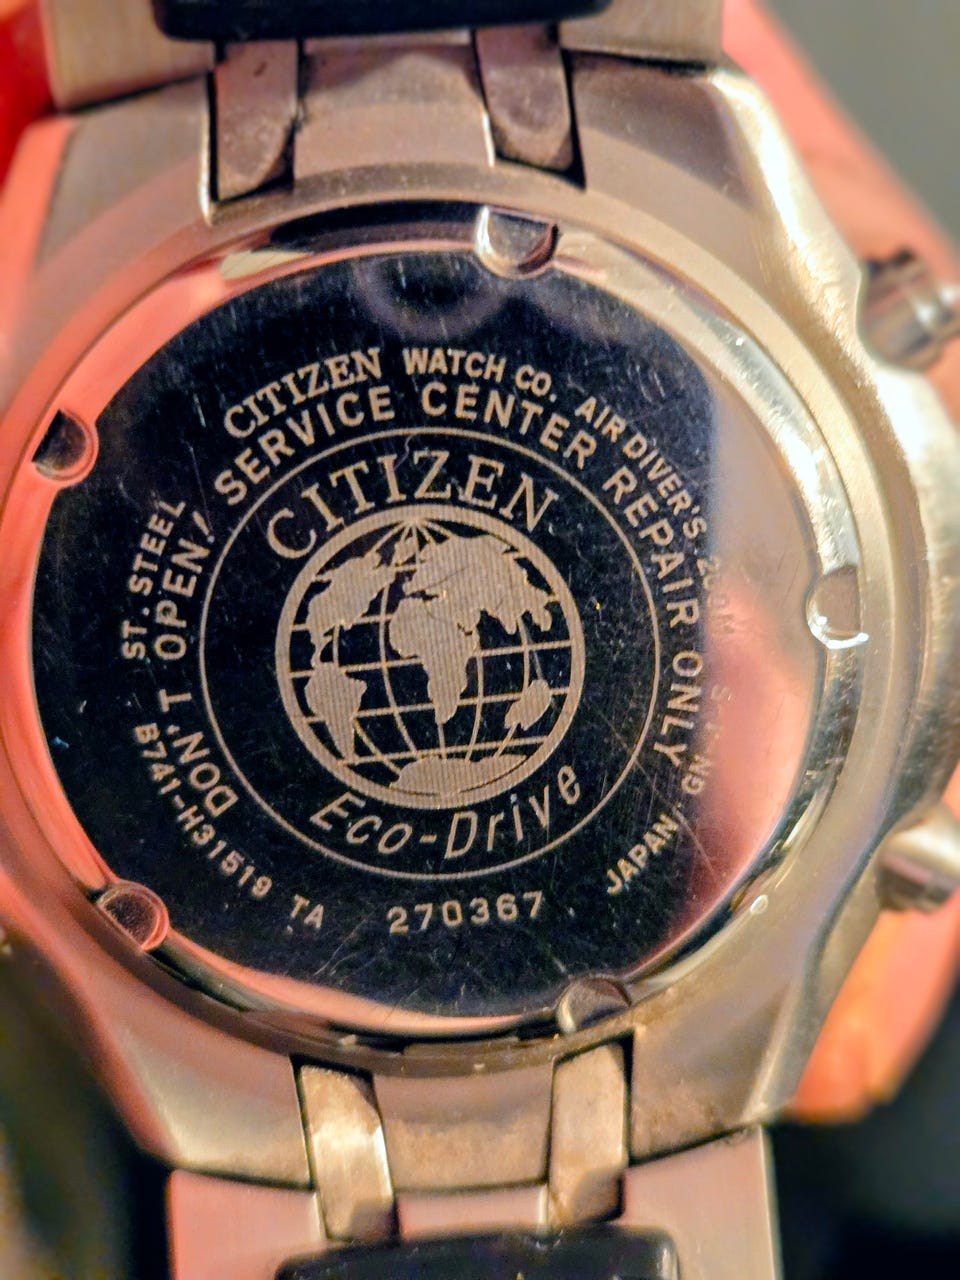 CITIZEN WATCH CO. AIR DIVER'S
SERVICE CENTER REPAIR ONLY
CITIZEN
ST. STEEL
DON'T OPEN!
Eco-Drive
B741-H31519 TA
270367
JAPAN GN